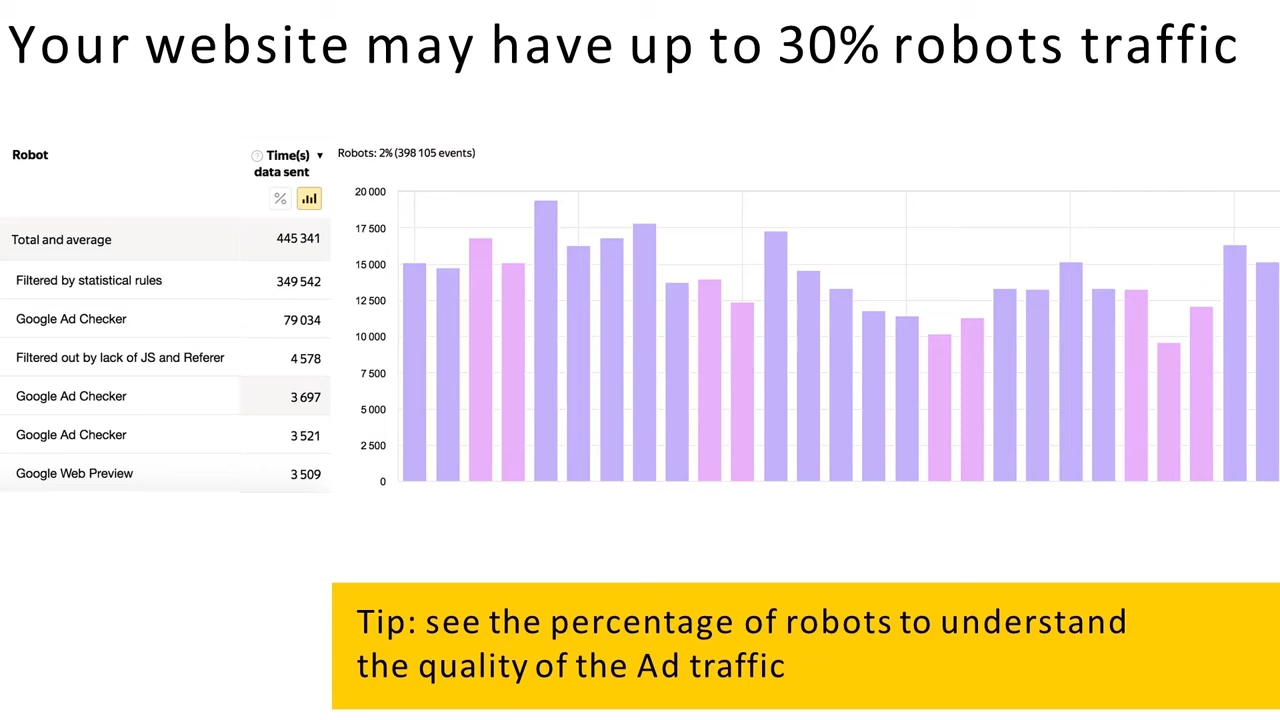 Your website may have up to 30% robots traffic
Robot
Time(s)
data sent
%
Total and average 445 341
Filtered by statistical rules 349 542
Google Ad Checker 79 034
Filtered out by lack of JS and Referer 4 578
Google Ad Checker 3 697
Google Ad Checker 3 521
Google Web Preview 3 509
Robots: 2% (398 105 events)
20 000
17 500
15 000
12 500
10 000
7 500
5 000
2 500
0
Tip: see the percentage of robots to understand
the quality of the Ad traffic